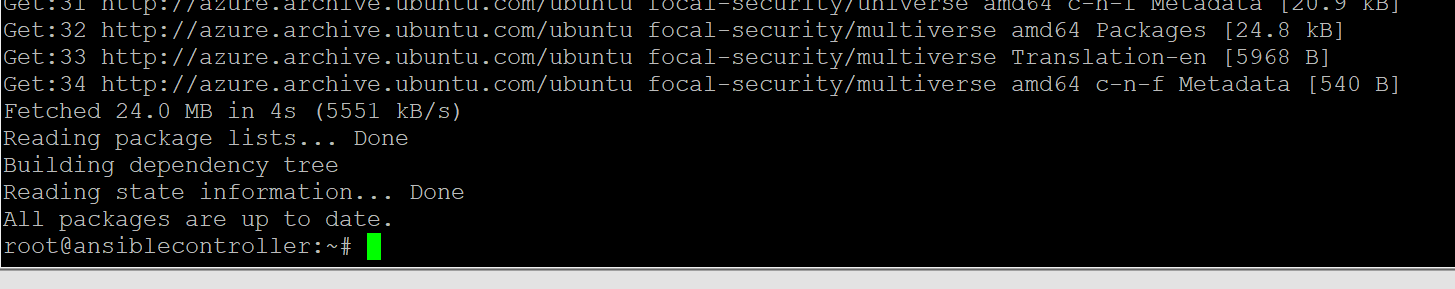 Get:31 http://azure.archive.ubuntu.com/ubuntu focal-security/universe amd64 c-n-f Metadata [20.9 kB]
Get:32 http://azure.archive.ubuntu.com/ubuntu focal-security/multiverse amd64 Packages [24.8 kB]
Get:33 http://azure.archive.ubuntu.com/ubuntu focal-security/multiverse Translation-en [5968 B]
Get:34 http://azure.archive.ubuntu.com/ubuntu focal-security/multiverse amd64 c-n-f Metadata [540 B]
Fetched 24.0 MB in 4s (5551 kB/s)
Reading package lists... Done
Building dependency tree
Reading state information... Done
All packages are up to date.
root@ansiblecontroller:~#